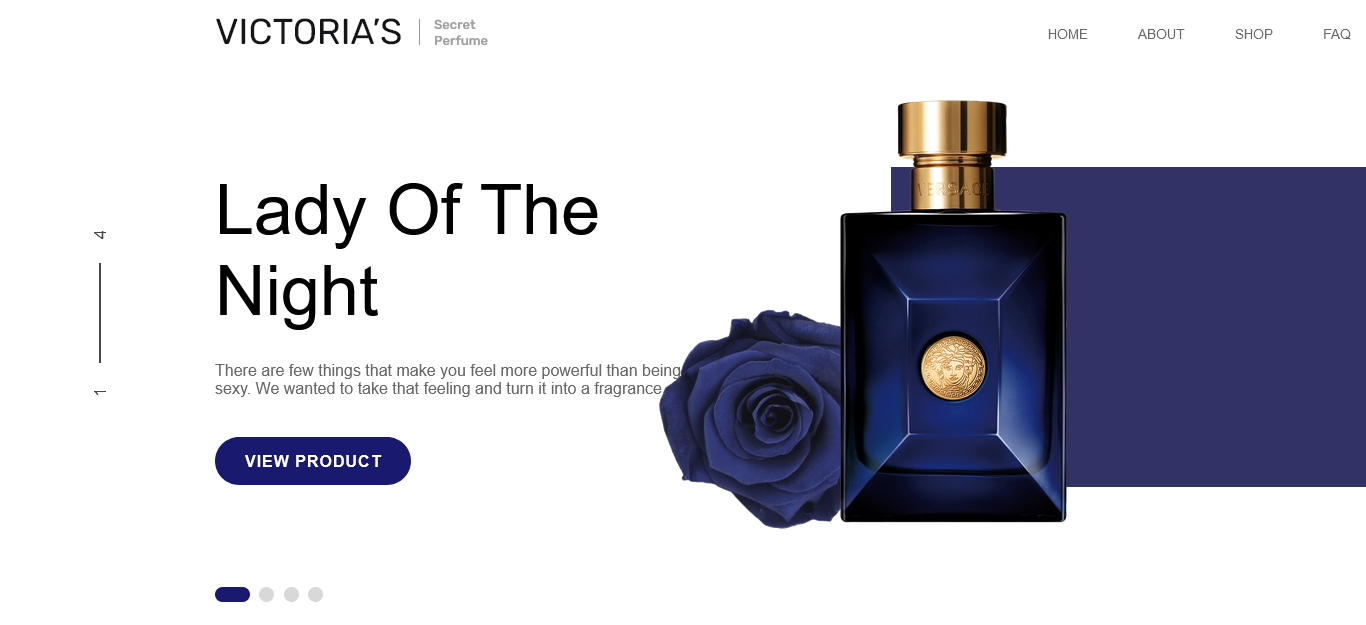 VICTORIA'S
Secret
Perfume
HOME ABOUT SHOP FAQ
VERSACE
Lady Of The
Night
4
1
There are few things that make you feel more powerful than being
sexy. We wanted to take that feeling and turn it into a fragrance
VIEW PRODUCT